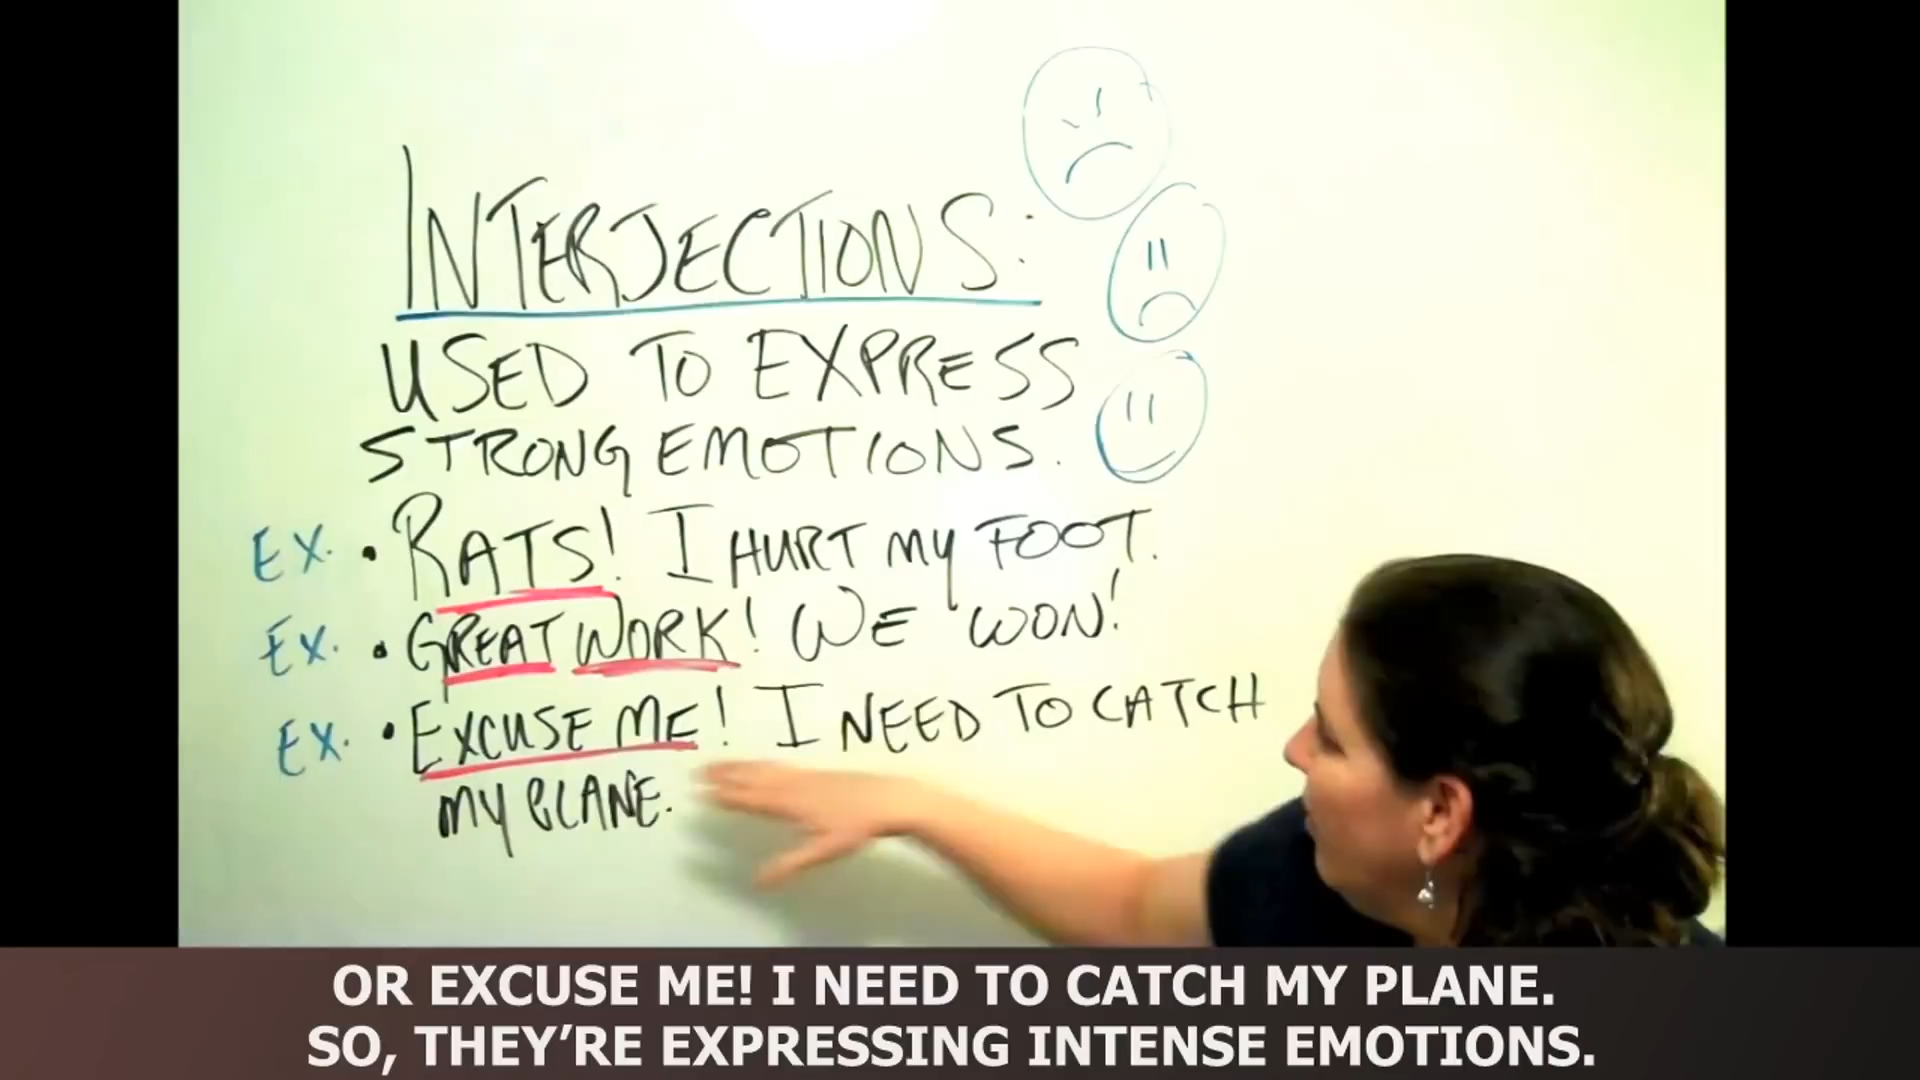 INTERJECTIONS:
USED TO EXPRESS
STRONG EMOTIONS.
EX. • RATS! I HURT MY FOOT.
EX. • GREAT WORK! WE WON!
EX. • EXCUSE ME! I NEED TO CATCH
MY PLANE.
OR EXCUSE ME! I NEED TO CATCH MY PLANE.
SO, THEY’RE EXPRESSING INTENSE EMOTIONS.